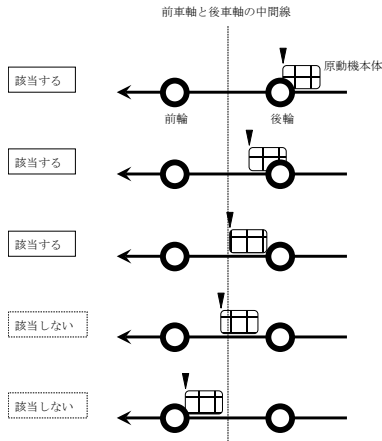 前車軸と後車軸の中間線
原動機本体
該当する
前輪
後輪
該当する
該当する
該当しない
該当しない